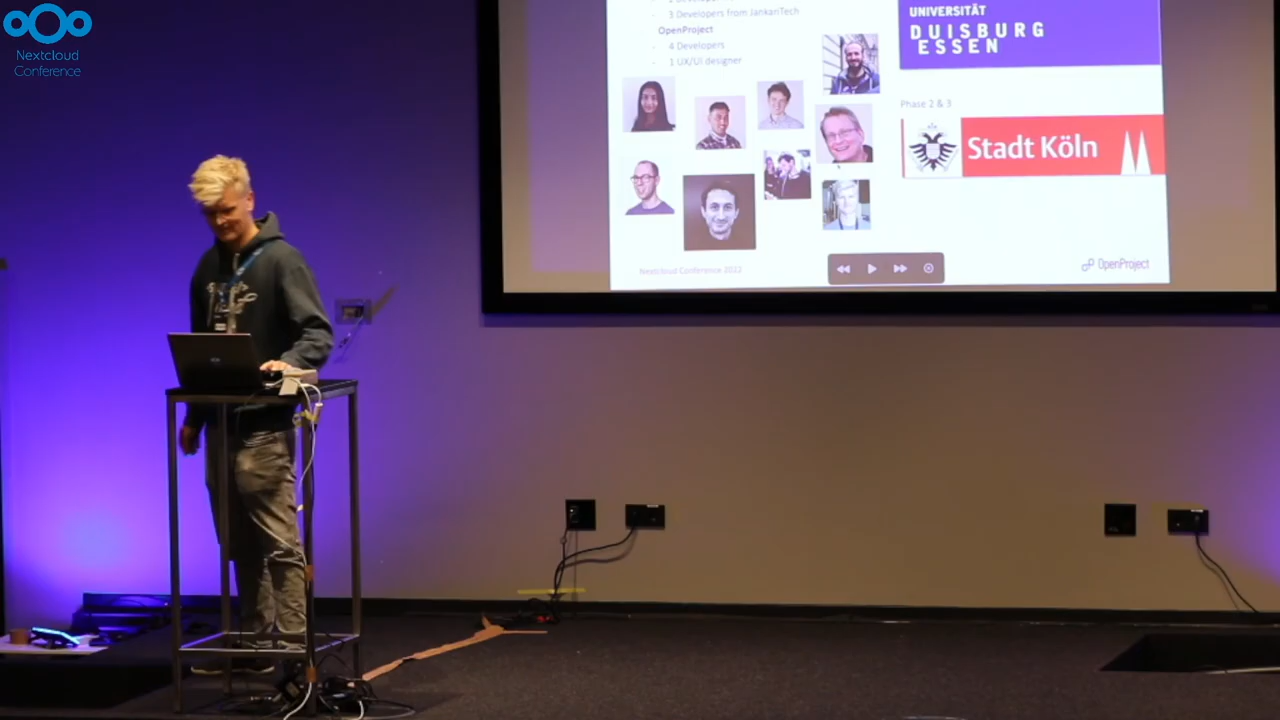 Nextcloud
Conference
3 Developers from JankariTech
OpenProject
4 Developers
1 UX/UI designer
UNIVERSITÄT
DUISBURG
ESSEN
Phase 2 & 3
Stadt Köln
Nextcloud Conference 2022
OpenProject